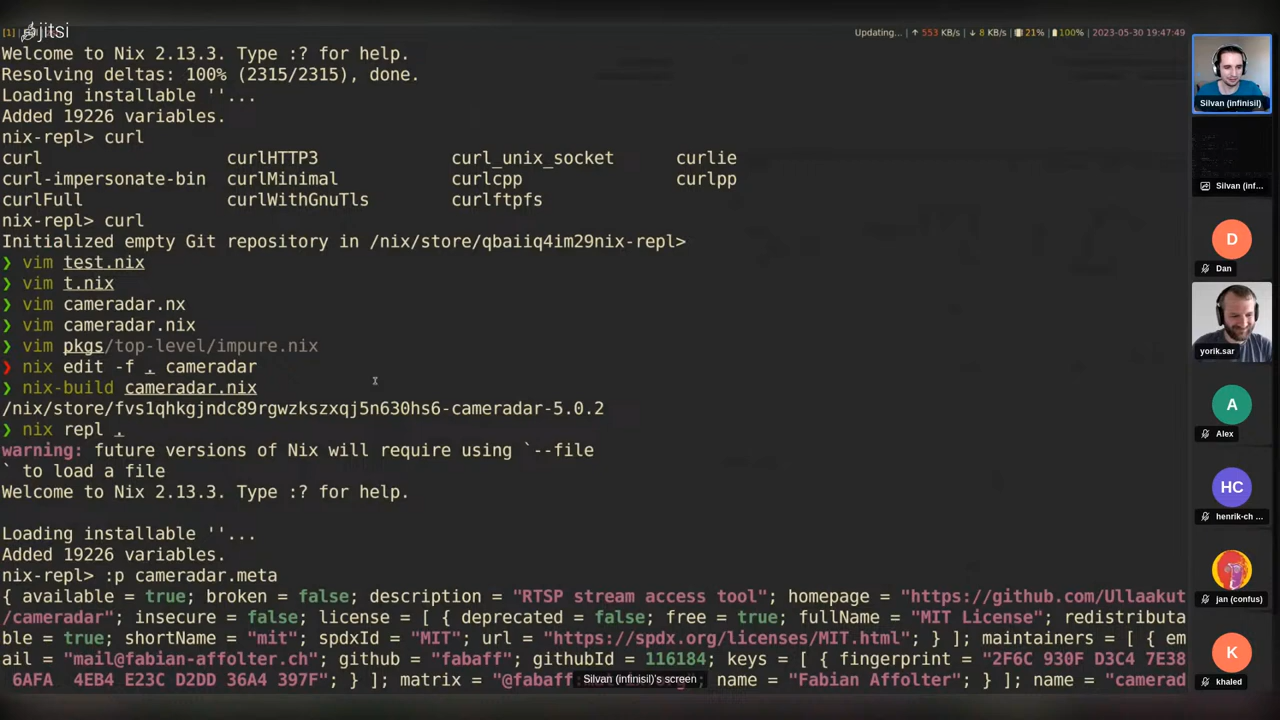 jitsi
[1]
Updating... | ↑ 553 KB/s | ↓ 8 KB/s | 21% | 100% | 2023-05-30 19:47:49
Welcome to Nix 2.13.3. Type :? for help.
Resolving deltas: 100% (2315/2315), done.
Loading installable ''...
Added 19226 variables.
nix-repl> curl
curl curlHTTP3 curl_unix_socket curlie
curl-impersonate-bin curlMinimal curlcpp curlpp
curlFull curlWithGnuTls curlftpfs
nix-repl> curl
Initialized empty Git repository in /nix/store/qbaiiq4im29nix-repl>
❯ vim test.nix
❯ vim t.nix
❯ vim cameradar.nx
❯ vim cameradar.nix
❯ vim pkgs/top-level/impure.nix
❯ nix edit -f . cameradar
❯ nix-build cameradar.nix
/nix/store/fvs1qhkgjndc89rgwzkszxqj5n630hs6-cameradar-5.0.2
❯ nix repl .
warning: future versions of Nix will require using `--file
` to load a file
Welcome to Nix 2.13.3. Type :? for help.
Loading installable ''...
Added 19226 variables.
nix-repl> :p cameradar.meta
{ available = true; broken = false; description = "RTSP stream access tool"; homepage = "https://github.com/Ullaakut
/cameradar"; insecure = false; license = [ { deprecated = false; free = true; fullName = "MIT License"; redistributa
ble = true; shortName = "mit"; spdxId = "MIT"; url = "https://spdx.org/licenses/MIT.html"; } ]; maintainers = [ { em
ail = "mail@fabian-affolter.ch"; github = "fabaff"; githubId = 116184; keys = [ { fingerprint = "2F6C 930F D3C4 7E38
6AFA 4EB4 E23C D2DD 36A4 397F"; } ]; matrix = "@fabaf name = "Fabian Affolter"; } ]; name = "camerad
Silvan (infinisil)'s screen
Silvan (infinisil)
Silvan (inf...
D
Dan
yorik.sar
A
Alex
HC
henrik-ch ...
jan (confus)
K
khaled